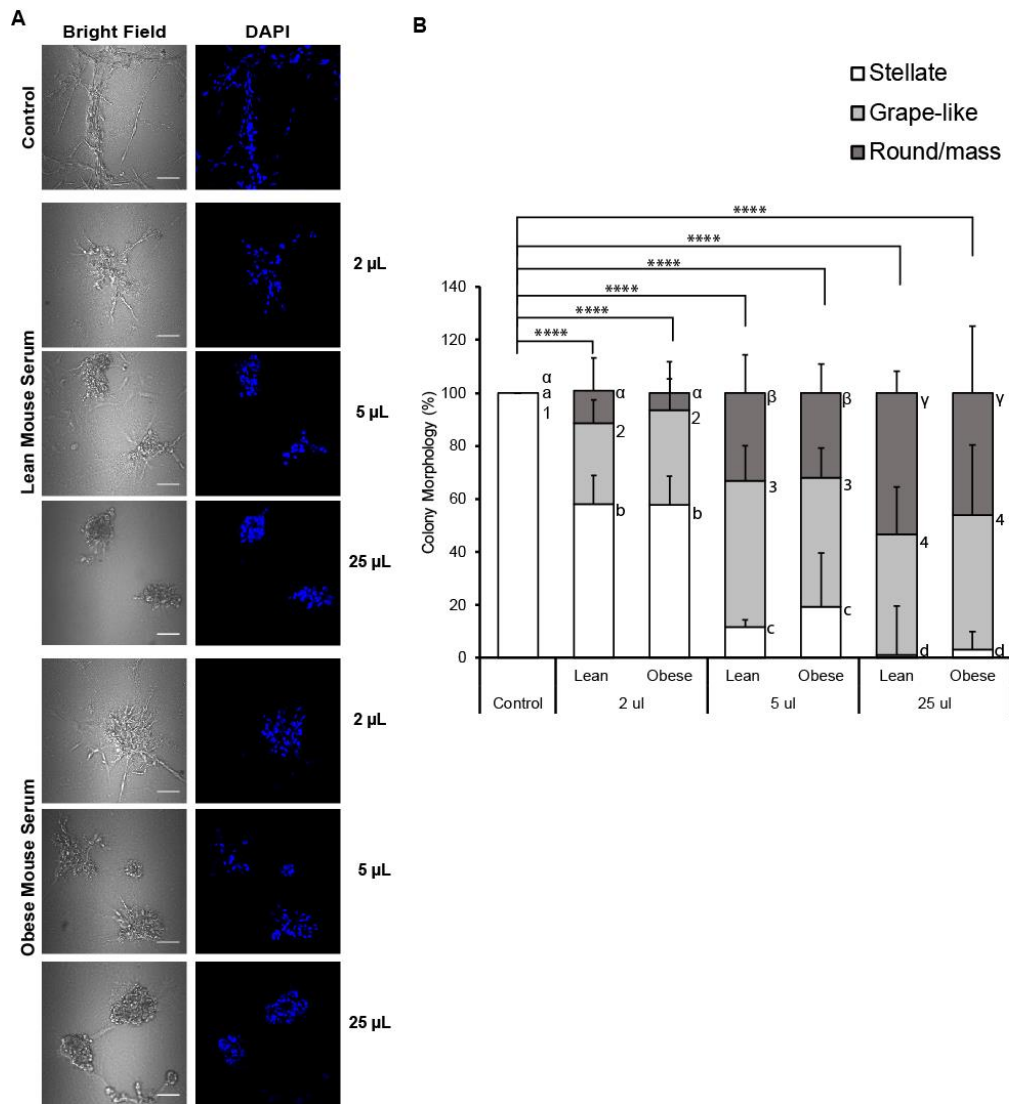 A
Bright Field DAPI
Control
Lean Mouse Serum
2 µL
5 µL
25 µL
Obese Mouse Serum
2 µL
5 µL
25 µL
B
Stellate
Grape-like
Round/mass
****
****
****
****
****
****
Colony Morphology (%)
140
120
100
80
60
40
20
0
α
a
1
α
2
b
α
2
b
β
3
c
β
3
c
γ
4
d
γ
4
d
Lean Obese Lean Obese Lean Obese
Control 2 ul 5 ul 25 ul